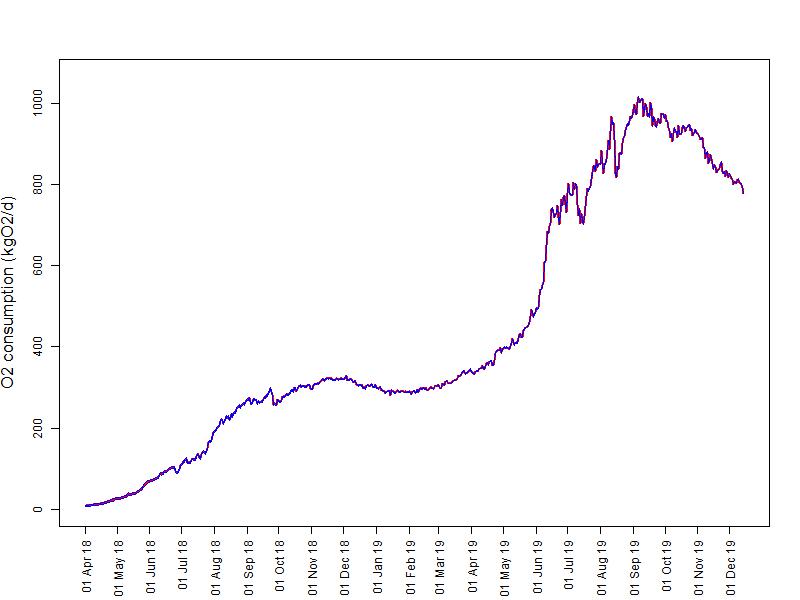 O2 consumption (kgO2/d)
1000
800
600
400
200
0
01 Apr 18
01 May 18
01 Jun 18
01 Jul 18
01 Aug 18
01 Sep 18
01 Oct 18
01 Nov 18
01 Dec 18
01 Jan 19
01 Feb 19
01 Mar 19
01 Apr 19
01 May 19
01 Jun 19
01 Jul 19
01 Aug 19
01 Sep 19
01 Oct 19
01 Nov 19
01 Dec 19